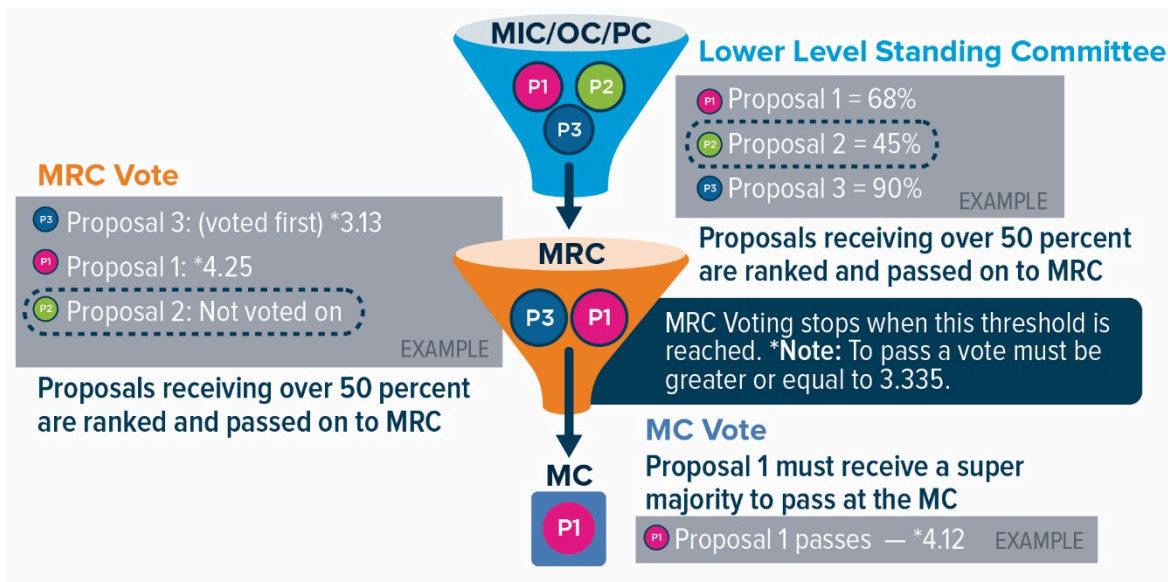 MIC/OC/PC
P1
P2
P3
Lower Level Standing Committee
P1 Proposal 1 = 68%
P2 Proposal 2 = 45%
P3 Proposal 3 = 90%
EXAMPLE
Proposals receiving over 50 percent
are ranked and passed on to MRC
MRC Vote
P3 Proposal 3: (voted first) *3.13
P1 Proposal 1: *4.25
P2 Proposal 2: Not voted on
EXAMPLE
Proposals receiving over 50 percent
are ranked and passed on to MRC
MRC
P3 P1
MRC Voting stops when this threshold is
reached. *Note: To pass a vote must be
greater or equal to 3.335.
MC Vote
Proposal 1 must receive a super
majority to pass at the MC
P1 Proposal 1 passes — *4.12 EXAMPLE
MC
P1